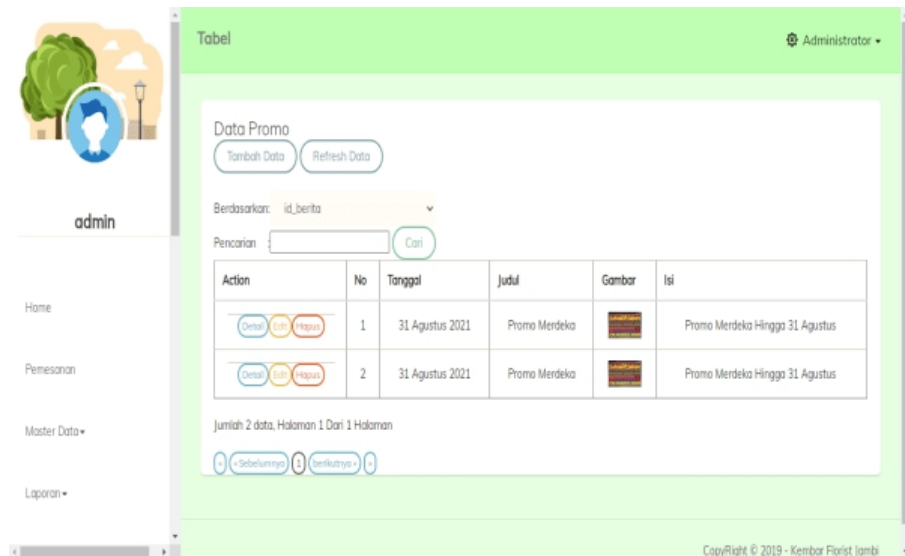 Tabel
Administrator
admin
Home
Pemesanan
Master Data
Laporan
Data Promo
Tambah Data Refresh Data
Berdasarkan: id_berita
Pencarian : Cari
Action No Tanggal Judul Gambar Isi
Detail Edit Hapus 1 31 Agustus 2021 Promo Merdeka Promo Merdeka Hingga 31 Agustus
Detail Edit Hapus 2 31 Agustus 2021 Promo Merdeka Promo Merdeka Hingga 31 Agustus
Jumlah 2 data, Halaman 1 Dari 1 Halaman
« « Sebelumnya 1 berikutnya » »
CopyRight © 2019 - Kembar Florist Jambi